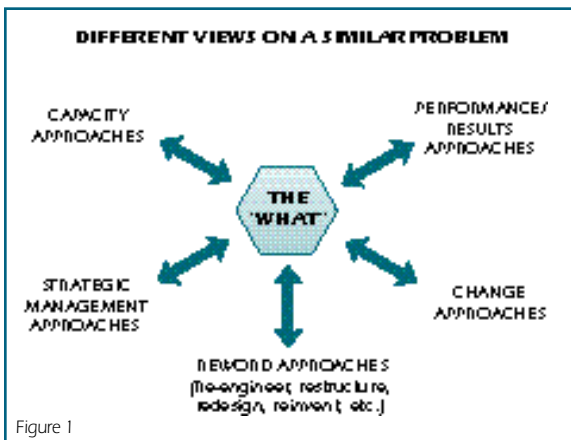 DIFFERENT VIEWS ON A SIMILAR PROBLEM
CAPACITY
APPROACHES
PERFORMANCE/
RESULTS
APPROACHES
THE
"WHAT"
STRATEGIC
MANAGEMENT
APPROACHES
CHANGE
APPROACHES
REWORD APPROACHES
(Re-engineer, restructure,
redesign, reinvent, etc.)
Figure 1